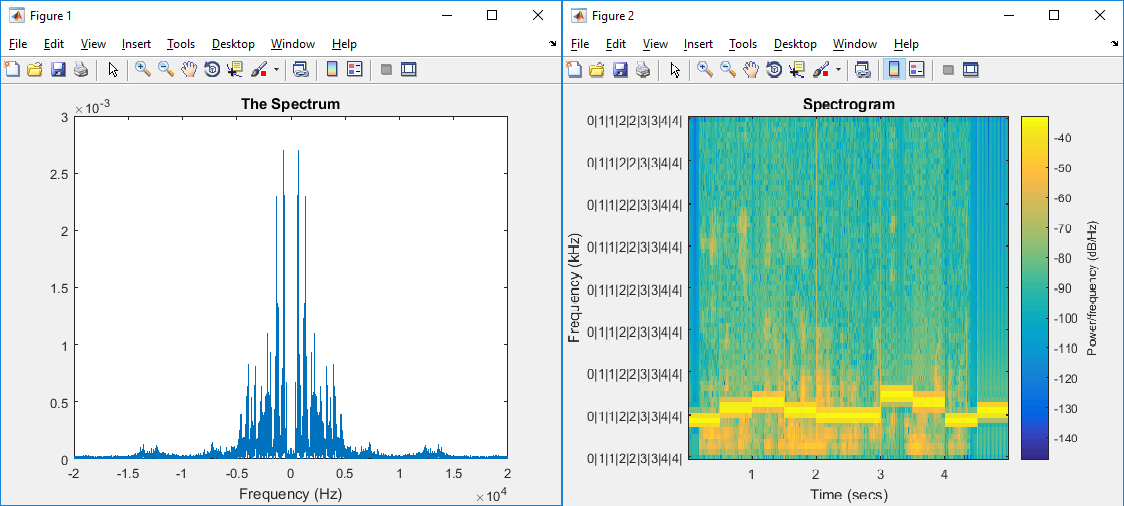 Figure 1
File Edit View Insert Tools Desktop Window Help
The Spectrum
×10-3
3
2.5
2
1.5
1
0.5
0
-2 -1.5 -1 -0.5 0 0.5 1 1.5 2
×10^4
Frequency (Hz)
Figure 2
File Edit View Insert Tools Desktop Window Help
Spectrogram
Frequency (kHz)
0|1|1|2|2|3|3|4|4|
0|1|1|2|2|3|3|4|4|
0|1|1|2|2|3|3|4|4|
0|1|1|2|2|3|3|4|4|
0|1|1|2|2|3|3|4|4|
0|1|1|2|2|3|3|4|4|
0|1|1|2|2|3|3|4|4|
0|1|1|2|2|3|3|4|4|
0|1|1|2|2|3|3|4|4|
1 2 3 4
Time (secs)
-40
-50
-60
-70
-80
-90
-100
-110
-120
-130
-140
Power/frequency (dB/Hz)